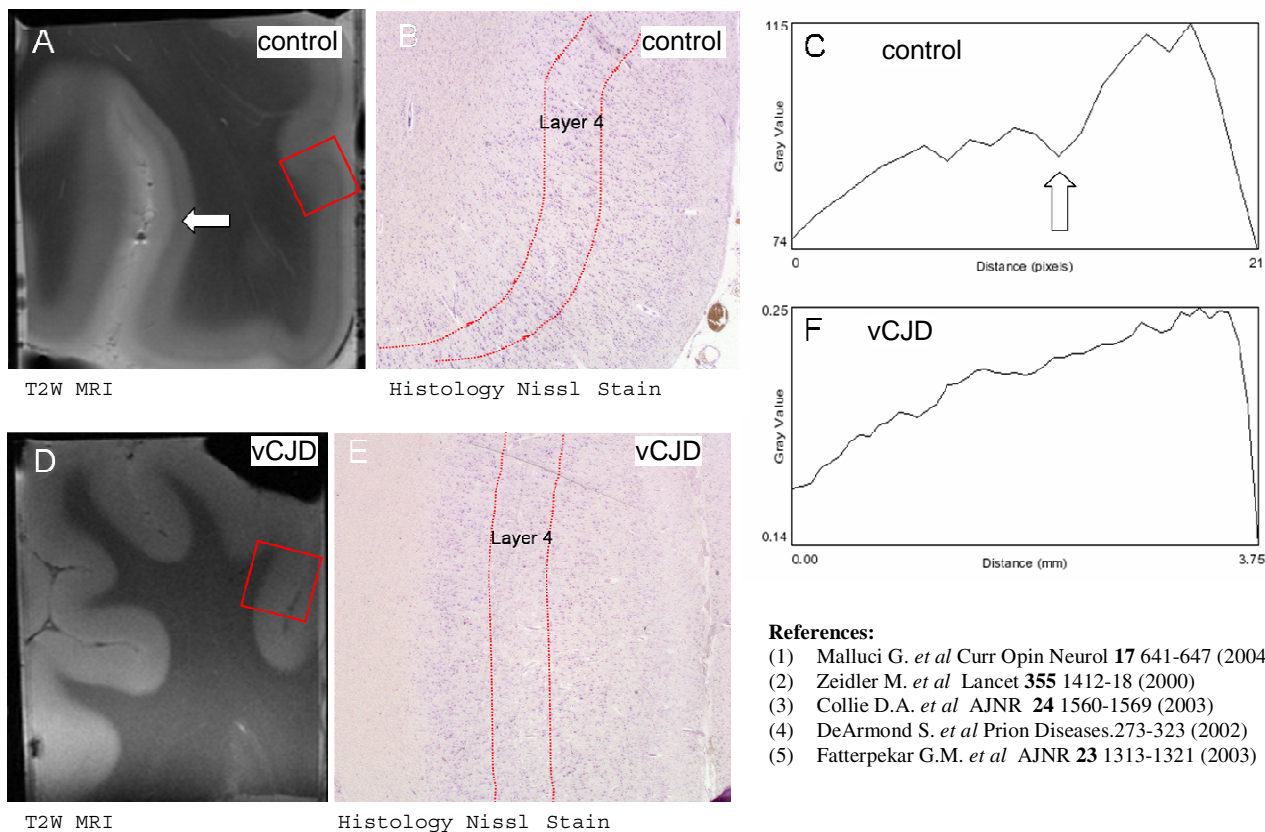 A
control
T2W MRI
B
control
Layer 4
Histology Nissl Stain
C
control
115
Gray Value
74
0
Distance (pixels)
21
D
vCJD
T2W MRI
E
vCJD
Layer 4
Histology Nissl Stain
F
vCJD
0.25
Gray Value
0.14
0.00
Distance (mm)
3.75
References:
(1) Malluci G. et al Curr Opin Neurol 17 641-647 (2004
(2) Zeidler M. et al Lancet 355 1412-18 (2000)
(3) Collie D.A. et al AJNR 24 1560-1569 (2003)
(4) DeArmond S. et al Prion Diseases.273-323 (2002)
(5) Fatterpekar G.M. et al AJNR 23 1313-1321 (2003)